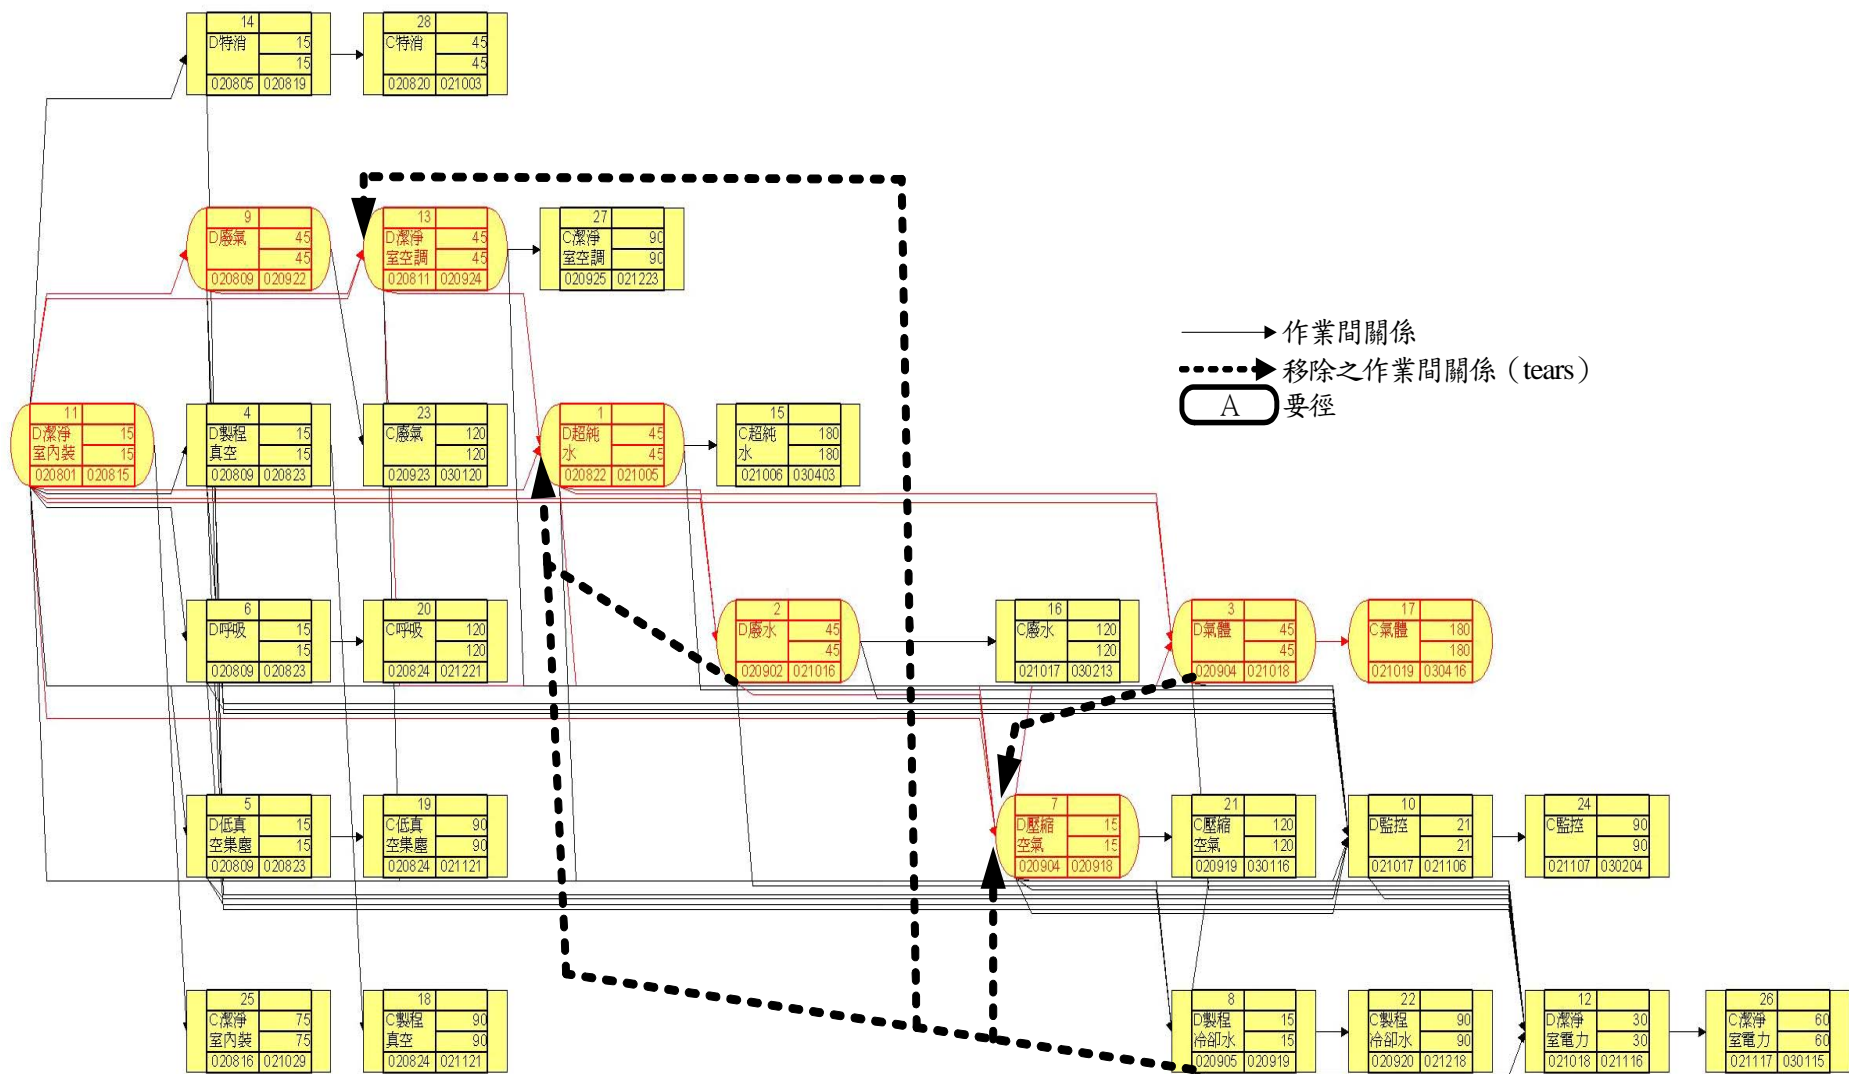 14
D特消 15
15
020805 020819
28
C特消 45
45
020820 021003
9
D廢氣 45
45
020809 020922
13
D潔淨 45
室空調 45
020811 020924
27
C潔淨 90
室空調 90
020925 021223
作業間關係
移除之作業間關係（tears）
A 要徑
11
D潔淨 15
室內裝 15
020801 020815
4
D製程 15
真空 15
020809 020823
23
C廢氣 120
120
020923 030120
1
D超純 45
水 45
020822 021005
15
C超純 180
水 180
021006 030403
6
D呼吸 15
15
020809 020823
20
C呼吸 120
120
020824 021221
2
D廢水 45
45
020902 021016
16
C廢水 120
120
021017 030213
3
D氣體 45
45
020904 021018
17
C氣體 180
180
021019 030416
5
D低真 15
空集塵 15
020809 020823
19
C低真 90
空集塵 90
020824 021121
7
D壓縮 15
空氣 15
020904 020918
21
C壓縮 120
空氣 120
020919 030116
10
D監控 21
21
021017 021106
24
C監控 90
90
021107 030204
25
C潔淨 75
室內裝 75
020816 021029
18
C製程 90
真空 90
020824 021121
8
D製程 15
冷卻水 15
020905 020919
22
C製程 90
冷卻水 90
020920 021218
12
D潔淨 30
室電力 30
021018 021116
26
C潔淨 60
室電力 60
021117 030115